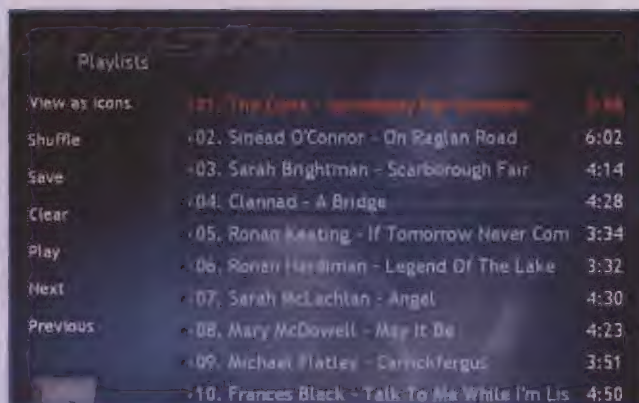 Playlists
View as Icons
Shuffle
Save
Clear
Play
Next
Previous
01. The
02. Sinead O'Connor - On Raglan Road 6:02
03. Sarah Brightman - Scarborough Fair 4:14
04. Clannad - A Bridge 4:28
05. Ronan Keating - If Tomorrow Never Com 3:34
06. Ronan Hardiman - Legend Of The Lake 3:32
07. Sarah McLachlan - Angel 4:30
08. Mary McDowell - May It Be 4:23
09. Michael Flatley - Carrickfergus 3:51
10. Frances Black - Talk To Me While I'm Lis 4:50